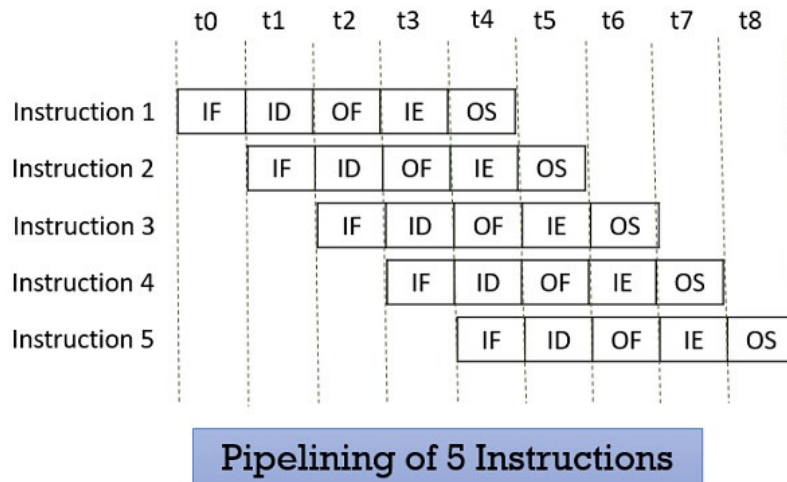 t0 t1 t2 t3 t4 t5 t6 t7 t8
Instruction 1 IF ID OF IE OS
Instruction 2 IF ID OF IE OS
Instruction 3 IF ID OF IE OS
Instruction 4 IF ID OF IE OS
Instruction 5 IF ID OF IE OS
Pipelining of 5 Instructions